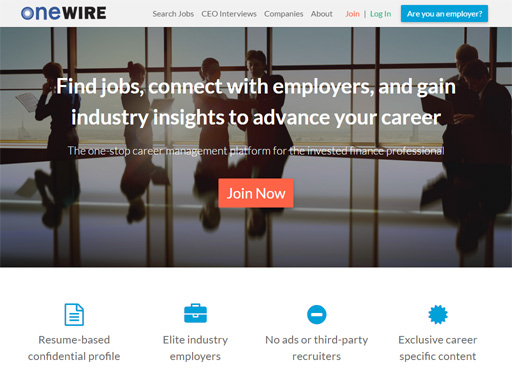 onewire
Search Jobs CEO Interviews Companies About Join | Log In Are you an employer?
Find jobs, connect with employers, and gain
industry insights to advance your career
The one-stop career management platform for the invested finance professional
Join Now
Resume-based
confidential profile
Elite industry
employers
No ads or third-party
recruiters
Exclusive career
specific content